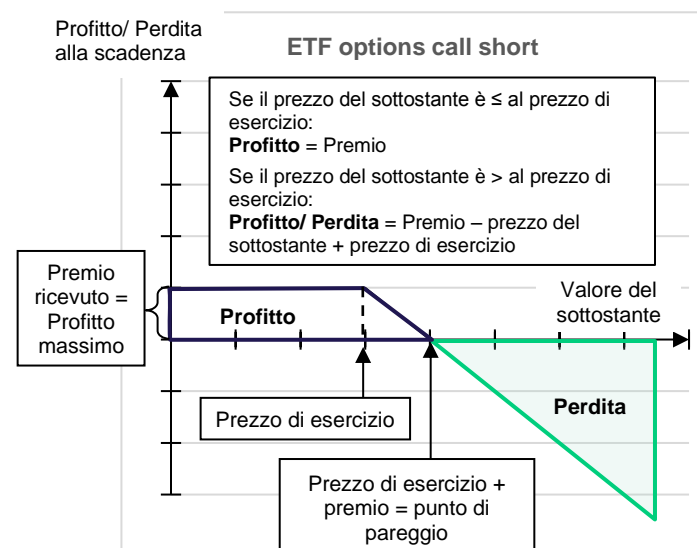 Profitto/ Perdita
alla scadenza
ETF options call short
Se il prezzo del sottostante è ≤ al prezzo di
esercizio:
Profitto = Premio
Se il prezzo del sottostante è > al prezzo di
esercizio:
Profitto/ Perdita = Premio – prezzo del
sottostante + prezzo di esercizio
Premio
ricevuto =
Profitto
massimo
Profitto
Valore del
sottostante
Prezzo di esercizio
Perdita
Prezzo di esercizio +
premio = punto di
pareggio